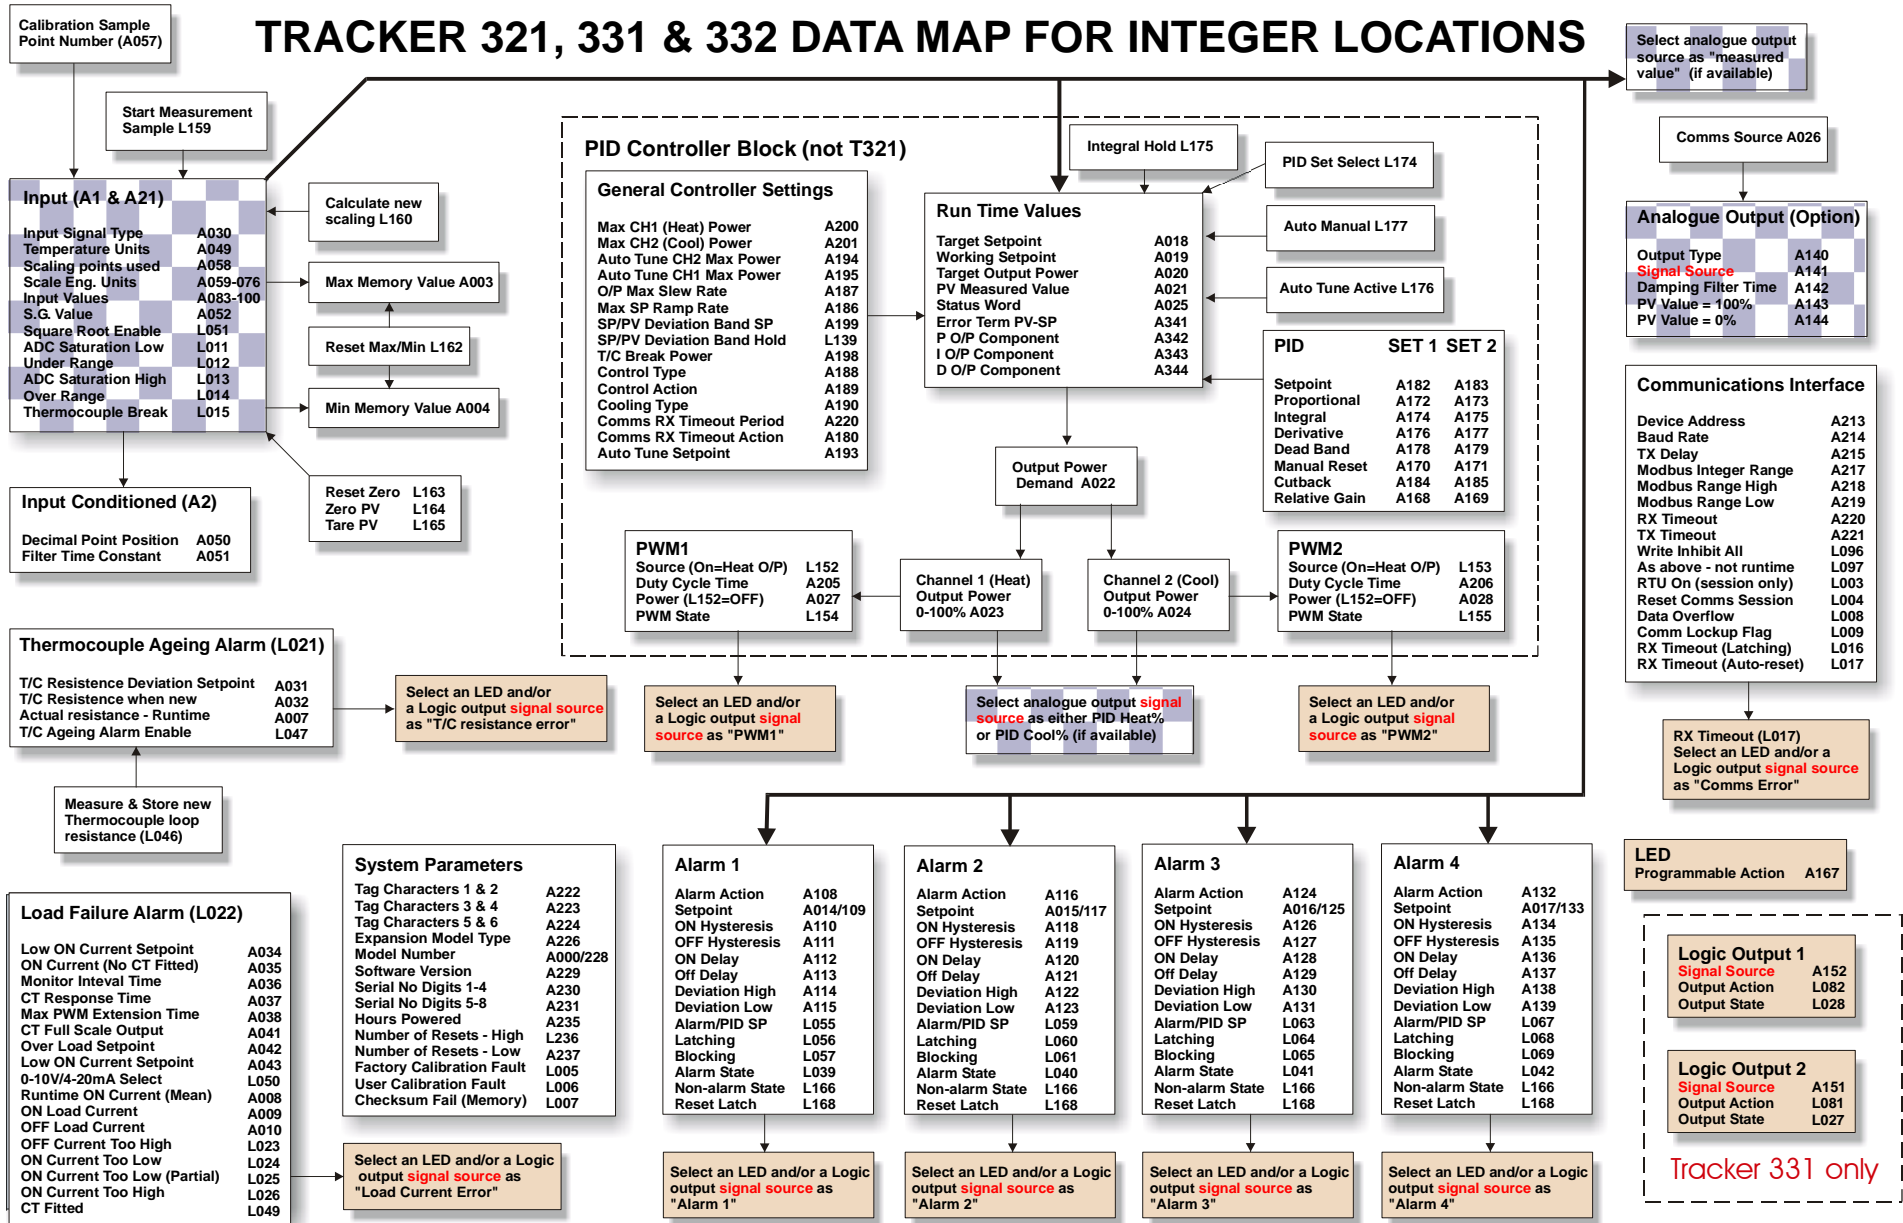 TRACKER 321, 331 & 332 DATA MAP FOR INTEGER LOCATIONS
Calibration Sample
Point Number (A057)
Start Measurement
Sample L159
Input (A1 & A21)
Input Signal Type A030
Temperature Units A049
Scaling points used A058
Scale Eng. Units A059-076
Input Values A083-100
S.G. Value A052
Square Root Enable L051
ADC Saturation Low L011
Under Range L012
ADC Saturation High L013
Over Range L014
Thermocouple Break L015
Calculate new
scaling L160
Max Memory Value A003
Reset Max/Min L162
Min Memory Value A004
Reset Zero L163
Zero PV L164
Tare PV L165
Input Conditioned (A2)
Decimal Point Position A050
Filter Time Constant A051
PID Controller Block (not T321)
General Controller Settings
Max CH1 (Heat) Power A200
Max CH2 (Cool) Power A201
Auto Tune CH2 Max Power A194
Auto Tune CH1 Max Power A195
O/P Max Slew Rate A187
Max SP Ramp Rate A186
SP/PV Deviation Band SP A199
SP/PV Deviation Band Hold L139
T/C Break Power A198
Control Type A188
Control Action A189
Cooling Type A190
Comms RX Timeout Period A220
Comms RX Timeout Action A180
Auto Tune Setpoint A193
Integral Hold L175
PID Set Select L174
Auto Manual L177
Auto Tune Active L176
Run Time Values
Target Setpoint A018
Working Setpoint A019
Target Output Power A020
PV Measured Value A021
Status Word A025
Error Term PV-SP A341
P O/P Component A342
I O/P Component A343
D O/P Component A344
PID SET 1 SET 2
Setpoint A182 A183
Proportional A172 A173
Integral A174 A175
Derivative A176 A177
Dead Band A178 A179
Manual Reset A170 A171
Cutback A184 A185
Relative Gain A168 A169
Output Power
Demand A022
PWM1
Source (On=Heat O/P) L152
Duty Cycle Time A205
Power (L152=OFF) A027
PWM State L154
Channel 1 (Heat)
Output Power
0-100% A023
Channel 2 (Cool)
Output Power
0-100% A024
PWM2
Source (On=Heat O/P) L153
Duty Cycle Time A206
Power (L152=OFF) A028
PWM State L155
Select an LED and/or
a Logic output signal
source as "PWM1"
Select analogue output signal
source as either PID Heat%
or PID Cool% (if available)
Select an LED and/or
a Logic output signal
source as "PWM2"
Select analogue output
source as "measured
value" (if available)
Comms Source A026
Analogue Output (Option)
Output Type A140
Signal Source A141
Damping Filter Time A142
PV Value = 100% A143
PV Value = 0% A144
Communications Interface
Device Address A213
Baud Rate A214
TX Delay A215
Modbus Integer Range A217
Modbus Range High A218
Modbus Range Low A219
RX Timeout A220
TX Timeout A221
Write Inhibit All L096
As above - not runtime L097
RTU On (session only) L003
Reset Comms Session L004
Data Overflow L008
Comm Lockup Flag L009
RX Timeout (Latching) L016
RX Timeout (Auto-reset) L017
RX Timeout (L017)
Select an LED and/or a
Logic output signal source
as "Comms Error"
Thermocouple Ageing Alarm (L021)
T/C Resistence Deviation Setpoint A031
T/C Resistence when new A032
Actual resistance - Runtime A007
T/C Ageing Alarm Enable L047
Select an LED and/or
a Logic output signal source
as "T/C resistance error"
Measure & Store new
Thermocouple loop
resistance (L046)
Load Failure Alarm (L022)
Low ON Current Setpoint A034
ON Current (No CT Fitted) A035
Monitor Inteval Time A036
CT Response Time A037
Max PWM Extension Time A038
CT Full Scale Output A041
Over Load Setpoint A042
Low ON Current Setpoint A043
0-10V/4-20mA Select L050
Runtime ON Current (Mean) A008
ON Load Current A009
OFF Load Current A010
OFF Current Too High L023
ON Current Too Low L024
ON Current Too Low (Partial) L025
ON Current Too High L026
CT Fitted L049
System Parameters
Tag Characters 1 & 2 A222
Tag Characters 3 & 4 A223
Tag Characters 5 & 6 A224
Expansion Model Type A226
Model Number A000/228
Software Version A229
Serial No Digits 1-4 A230
Serial No Digits 5-8 A231
Hours Powered A235
Number of Resets - High L236
Number of Resets - Low A237
Factory Calibration Fault L005
User Calibration Fault L006
Checksum Fail (Memory) L007
Select an LED and/or a Logic
output signal source as
"Load Current Error"
Alarm 1
Alarm Action A108
Setpoint A014/109
ON Hysteresis A110
OFF Hysteresis A111
ON Delay A112
Off Delay A113
Deviation High A114
Deviation Low A115
Alarm/PID SP L055
Latching L056
Blocking L057
Alarm State L039
Non-alarm State L166
Reset Latch L168
Select an LED and/or a Logic
output signal source as
"Alarm 1"
Alarm 2
Alarm Action A116
Setpoint A015/117
ON Hysteresis A118
OFF Hysteresis A119
ON Delay A120
Off Delay A121
Deviation High A122
Deviation Low A123
Alarm/PID SP L059
Latching L060
Blocking L061
Alarm State L040
Non-alarm State L166
Reset Latch L168
Select an LED and/or a Logic
output signal source as
"Alarm 2"
Alarm 3
Alarm Action A124
Setpoint A016/125
ON Hysteresis A126
OFF Hysteresis A127
ON Delay A128
Off Delay A129
Deviation High A130
Deviation Low A131
Alarm/PID SP L063
Latching L064
Blocking L065
Alarm State L041
Non-alarm State L166
Reset Latch L168
Select an LED and/or a Logic
output signal source as
"Alarm 3"
Alarm 4
Alarm Action A132
Setpoint A017/133
ON Hysteresis A134
OFF Hysteresis A135
ON Delay A136
Off Delay A137
Deviation High A138
Deviation Low A139
Alarm/PID SP L067
Latching L068
Blocking L069
Alarm State L042
Non-alarm State L166
Reset Latch L168
Select an LED and/or a Logic
output signal source as
"Alarm 4"
LED
Programmable Action A167
Logic Output 1
Signal Source A152
Output Action L082
Output State L028
Logic Output 2
Signal Source A151
Output Action L081
Output State L027
Tracker 331 only